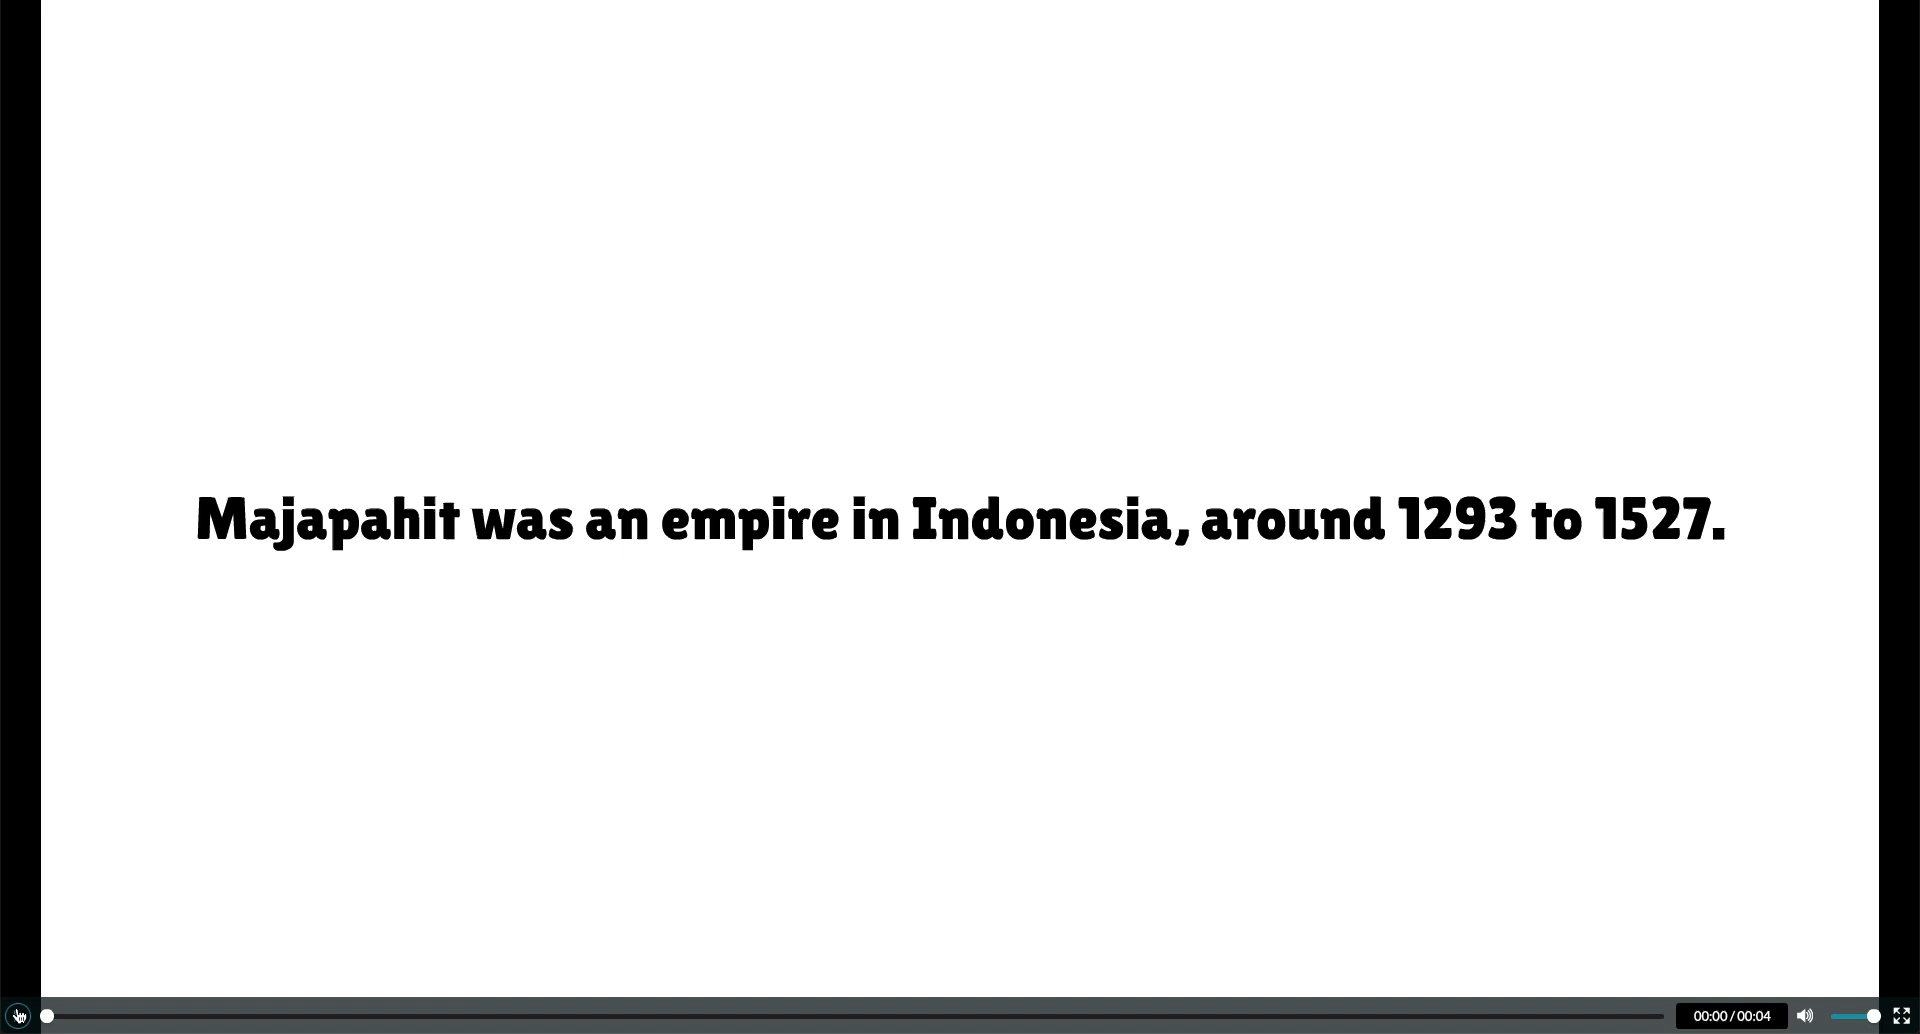 Majapahit was an empire in Indonesia, around 1293 to 1527.
00:00 / 00:04